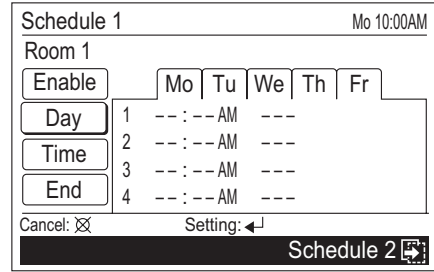 Schedule 1 Mo 10:00AM
Room 1
Enable Mo Tu We Th Fr
Day 1 --:--AM ---
2 --:--AM ---
Time
3 --:--AM ---
End 4 --:--AM ---
Cancel: Setting:
Schedule 2